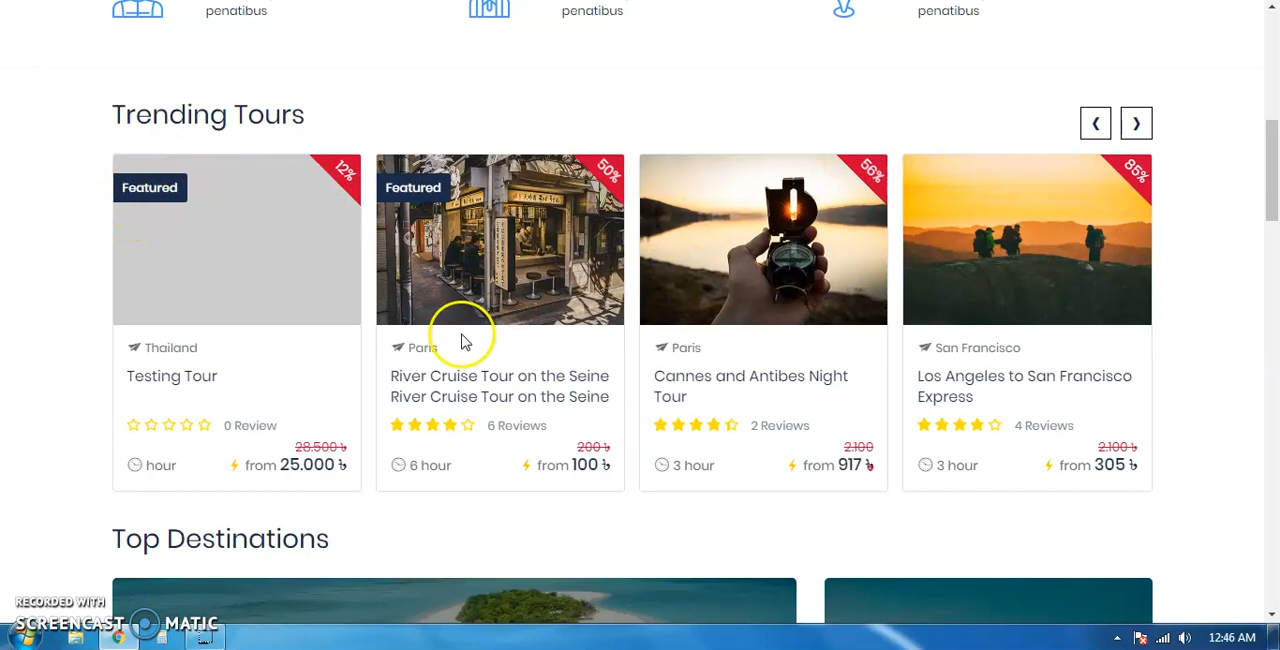 penatibus penatibus penatibus
Trending Tours
❮ ❯
Featured 12%
Featured 50%
56%
85%
Thailand
Testing Tour
0 Review
28.500 ৳
hour from 25.000 ৳
Paris
River Cruise Tour on the Seine
River Cruise Tour on the Seine
6 Reviews
200 ৳
6 hour from 100 ৳
Paris
Cannes and Antibes Night
Tour
2 Reviews
2.100
3 hour from 917 ৳
San Francisco
Los Angeles to San Francisco
Express
4 Reviews
2.100 ৳
3 hour from 305 ৳
Top Destinations
RECORDED WITH
SCREENCAST MATIC
12:46 AM